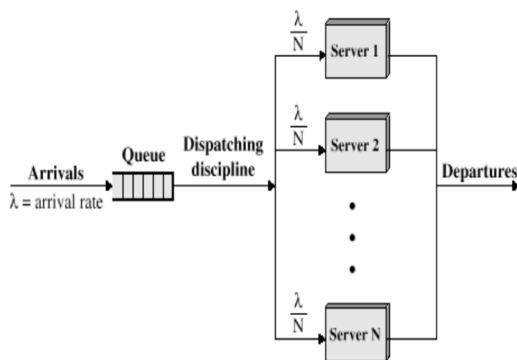 λ
N
Server 1
λ
N
Server 2
Queue
Dispatching
discipline
Arrivals
λ = arrival rate
Departures
λ
N
Server N